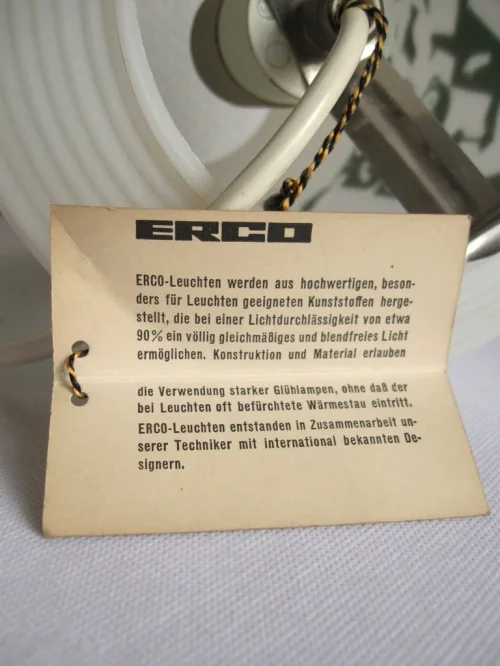 ERCO
ERCO-Leuchten werden aus hochwertigen, beson-
ders für Leuchten geeigneten Kunststoffen herge-
stellt, die bei einer Lichtdurchlässigkeit von etwa
90% ein völlig gleichmäßiges und blendfreies Licht
ermöglichen. Konstruktion und Material erlauben
die Verwendung starker Glühlampen, ohne daß der
bei Leuchten oft befürchtete Wärmestau eintritt.
ERCO-Leuchten entstanden in Zusammenarbeit un-
serer Techniker mit international bekannten De-
signern.